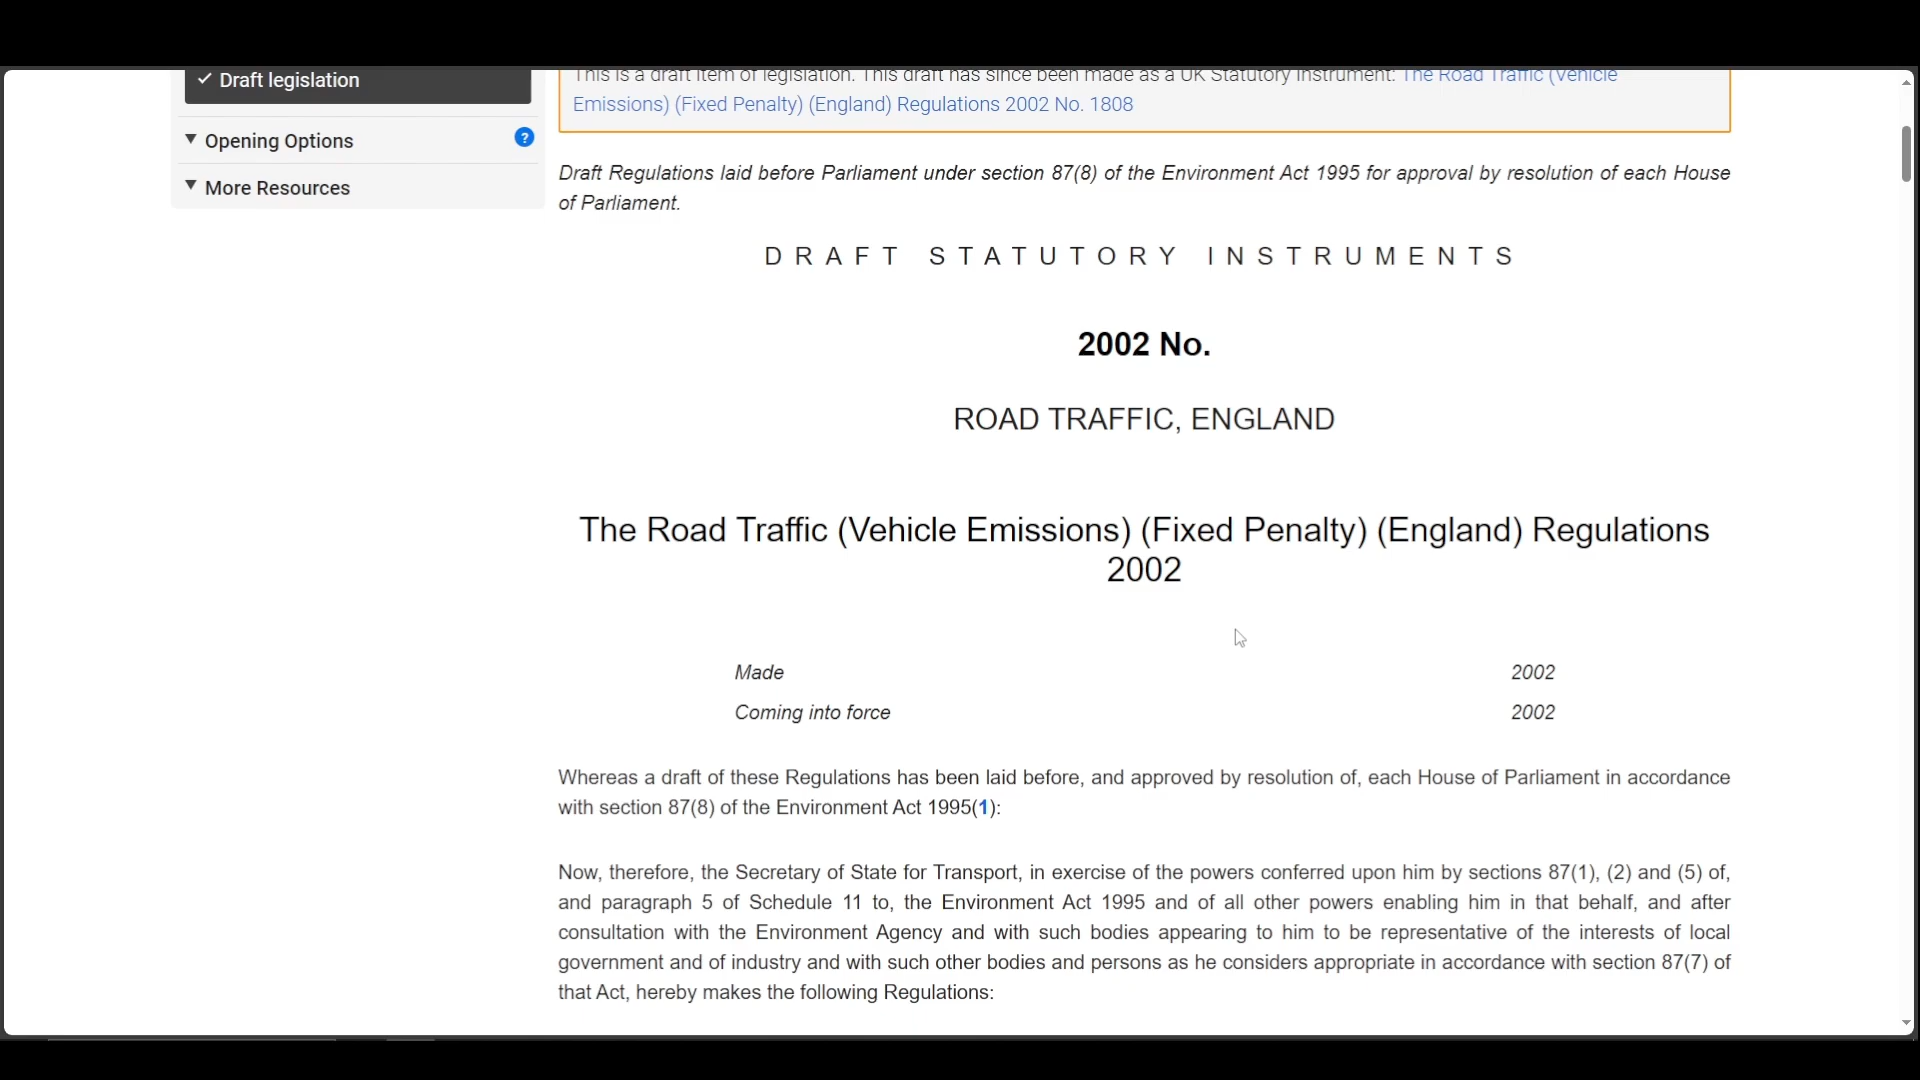 ✓ Draft legislation
▼ Opening Options ?
▼ More Resources
This is a draft item of legislation. This draft has since been made as a UK Statutory Instrument: The Road Traffic (Vehicle
Emissions) (Fixed Penalty) (England) Regulations 2002 No. 1808
Draft Regulations laid before Parliament under section 87(8) of the Environment Act 1995 for approval by resolution of each House
of Parliament.
DRAFT STATUTORY INSTRUMENTS
2002 No.
ROAD TRAFFIC, ENGLAND
The Road Traffic (Vehicle Emissions) (Fixed Penalty) (England) Regulations
2002
Made 2002
Coming into force 2002
Whereas a draft of these Regulations has been laid before, and approved by resolution of, each House of Parliament in accordance
with section 87(8) of the Environment Act 1995(1):
Now, therefore, the Secretary of State for Transport, in exercise of the powers conferred upon him by sections 87(1), (2) and (5) of,
and paragraph 5 of Schedule 11 to, the Environment Act 1995 and of all other powers enabling him in that behalf, and after
consultation with the Environment Agency and with such bodies appearing to him to be representative of the interests of local
government and of industry and with such other bodies and persons as he considers appropriate in accordance with section 87(7) of
that Act, hereby makes the following Regulations: